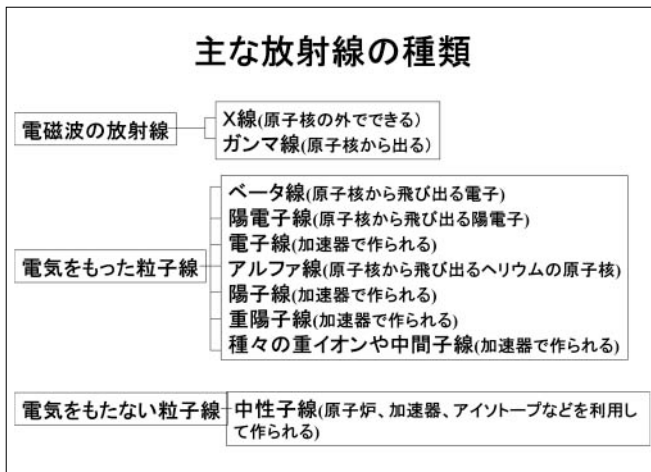 主な放射線の種類
電磁波の放射線
X線(原子核の外でできる)
ガンマ線(原子核から出る)
電気をもった粒子線
ベータ線(原子核から飛び出る電子)
陽電子線(原子核から飛び出る陽電子)
電子線(加速器で作られる)
アルファ線(原子核から飛び出るヘリウムの原子核)
陽子線(加速器で作られる)
重陽子線(加速器で作られる)
種々の重イオンや中間子線(加速器で作られる)
電気をもたない粒子線
中性子線(原子炉、加速器、アイソトープなどを利用し
て作られる)